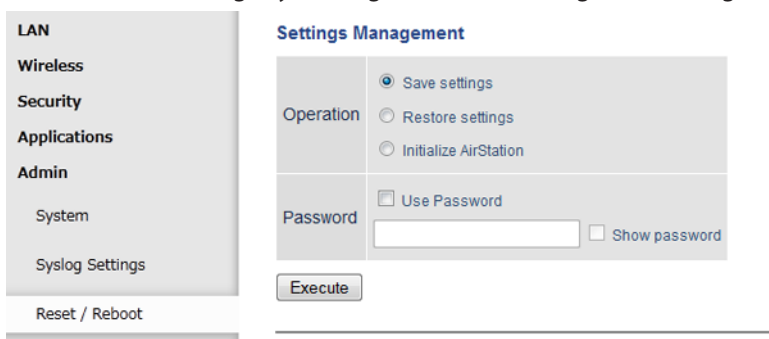 LAN
Wireless
Security
Applications
Admin
System
Syslog Settings
Reset / Reboot
Settings Management
Operation
Save settings
Restore settings
Initialize AirStation
Password
Use Password
Show password
Execute